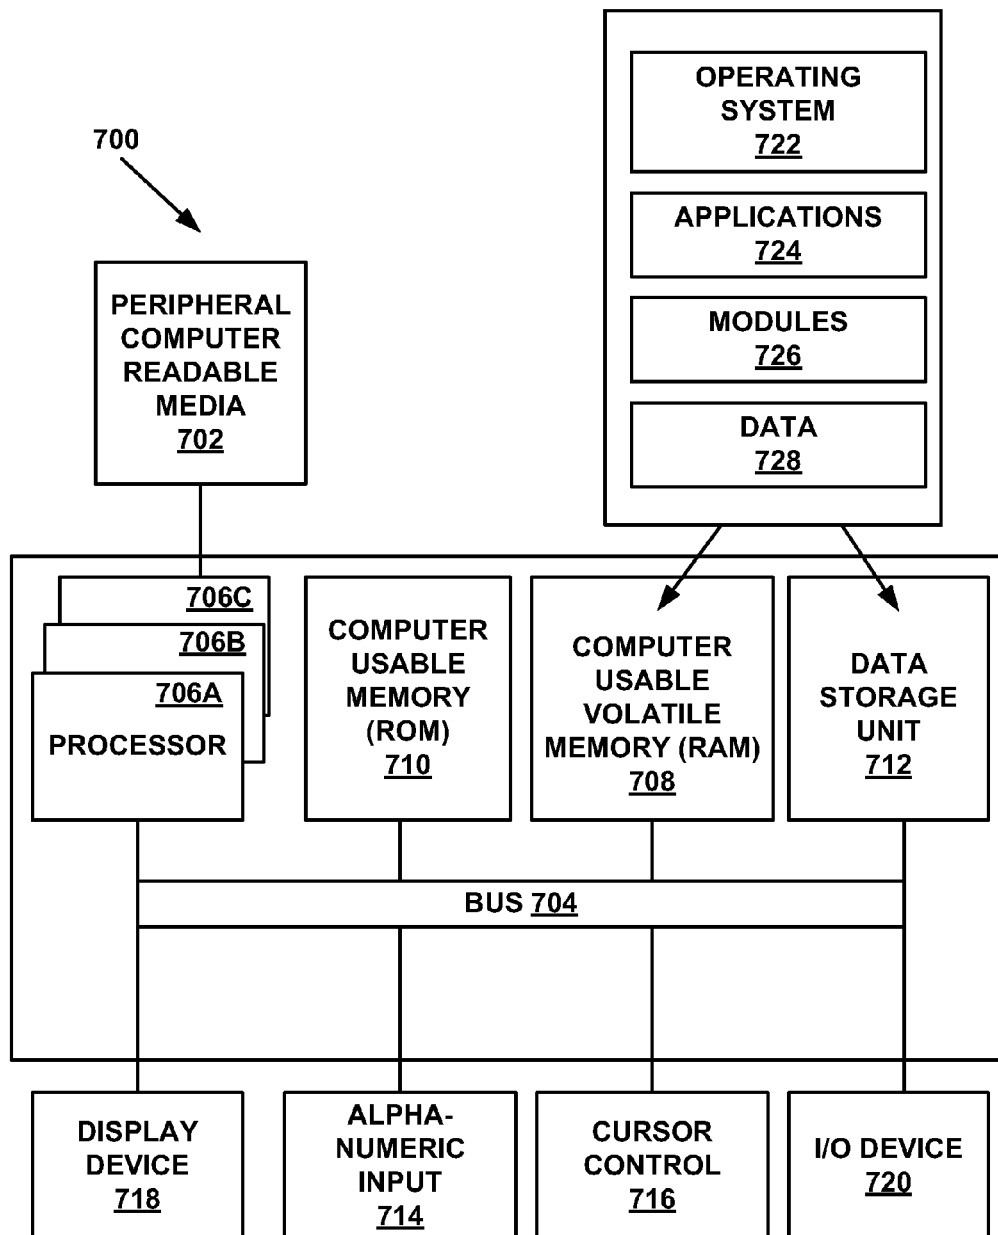 OPERATING
SYSTEM
722
700
APPLICATIONS
724
PERIPHERAL
COMPUTER
READABLE
MEDIA
702
MODULES
726
DATA
728
706C
706B
706A
PROCESSOR
COMPUTER
USABLE
MEMORY
(ROM)
710
COMPUTER
USABLE
VOLATILE
MEMORY (RAM)
708
DATA
STORAGE
UNIT
712
BUS 704
DISPLAY
DEVICE
718
ALPHA-
NUMERIC
INPUT
714
CURSOR
CONTROL
716
I/O DEVICE
720